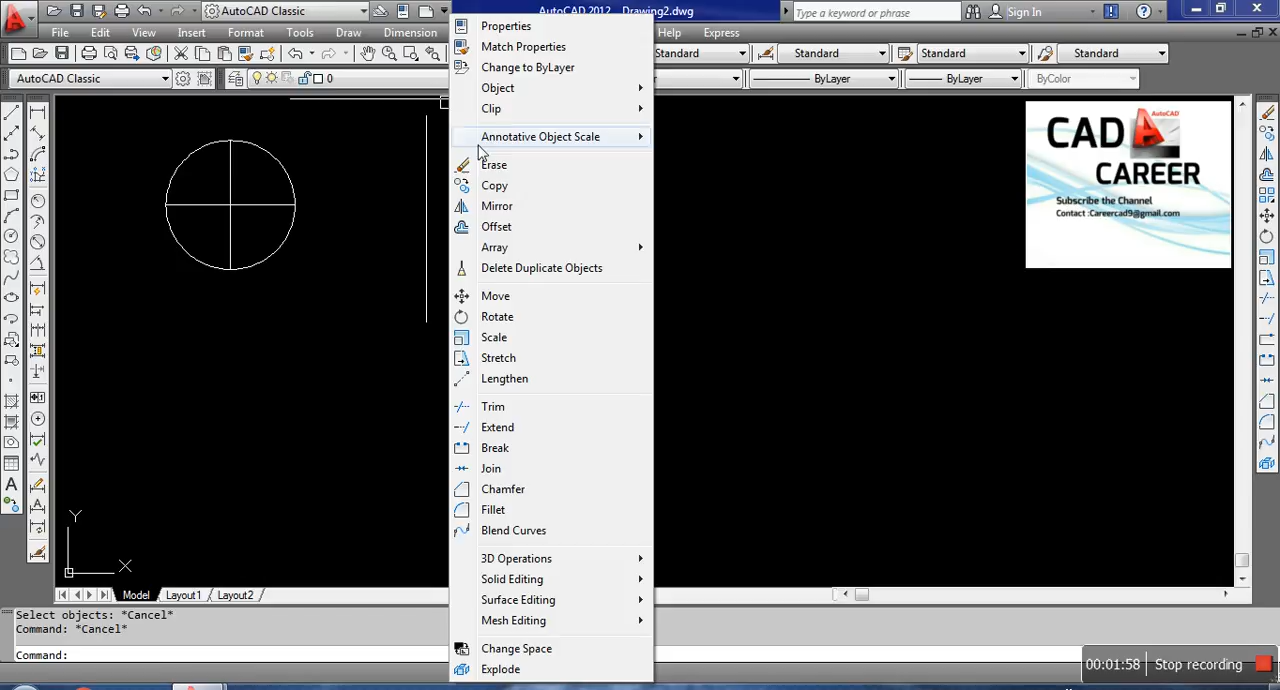 AutoCAD Classic
AutoCAD 2012 Drawing2.dwg
Type a keyword or phrase
Sign In
File Edit View Insert Format Tools Draw Dimension
Help Express
Standard Standard Standard Standard
AutoCAD Classic
0
ByLayer ByLayer ByColor
Properties
Match Properties
Change to ByLayer
Object
Clip
Annotative Object Scale
Erase
Copy
Mirror
Offset
Array
Delete Duplicate Objects
Move
Rotate
Scale
Stretch
Lengthen
Trim
Extend
Break
Join
Chamfer
Fillet
Blend Curves
3D Operations
Solid Editing
Surface Editing
Mesh Editing
Change Space
Explode
AutoCAD
CAD
CAREER
Subscribe the Channel
Contact :Careercad9@gmail.com
Y
X
Model Layout1 Layout2
Select objects: *Cancel*
Command: *Cancel*
Command:
00:01:58 Stop recording